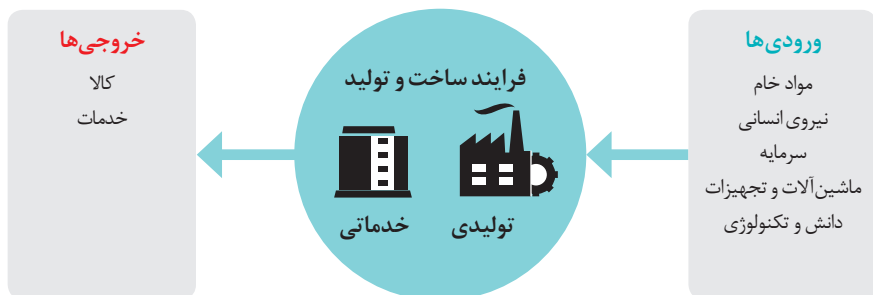 ورودی‌ها
مواد خام
نیروی انسانی
سرمایه
ماشین‌آلات و تجهیزات
دانش و تکنولوژی
فرایند ساخت و تولید
تولیدی
خدماتی
خروجی‌ها
کالا
خدمات